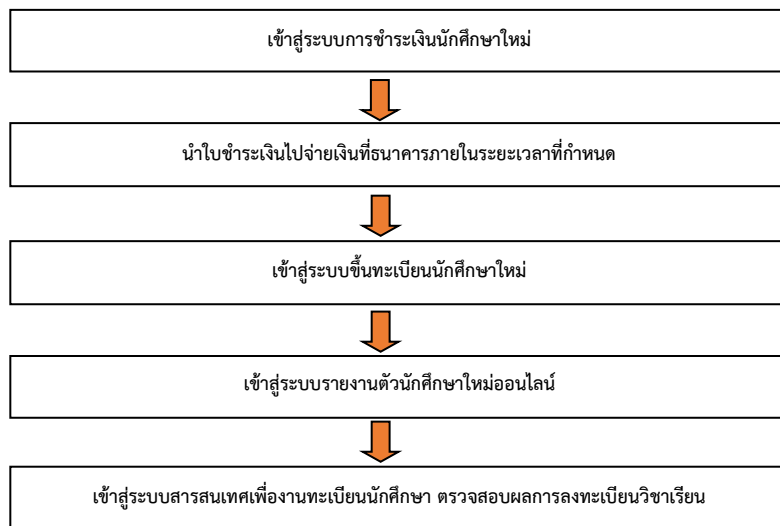 เข้าสู่ระบบการชำระเงินนักศึกษาใหม่
นำใบชำระเงินไปจ่ายเงินที่ธนาคารภายในระยะเวลาที่กำหนด
เข้าสู่ระบบขึ้นทะเบียนนักศึกษาใหม่
เข้าสู่ระบบรายงานตัวนักศึกษาใหม่ออนไลน์
เข้าสู่ระบบสารสนเทศเพื่องานทะเบียนนักศึกษา ตรวจสอบผลการลงทะเบียนวิชาเรียน